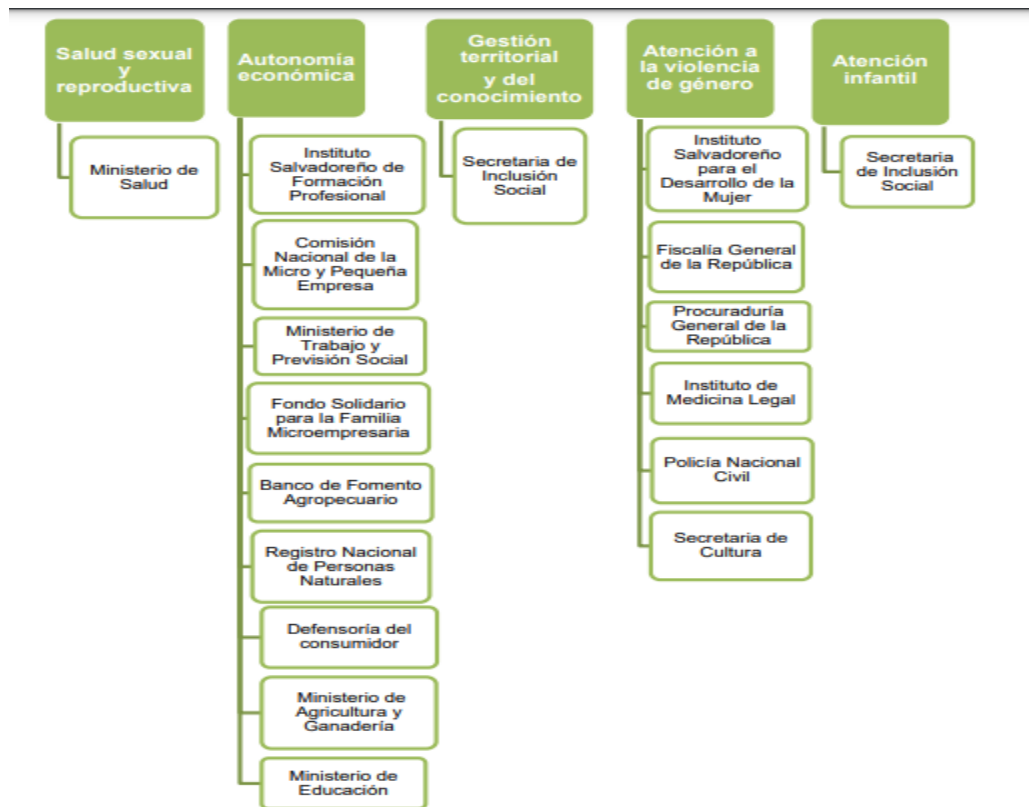 Salud sexual
y
reproductiva
Ministerio de
Salud
Autonomía
económica
Instituto
Salvadoreño de
Formación
Profesional
Comisión
Nacional de la
Micro y Pequeña
Empresa
Ministerio de
Trabajo y
Previsión Social
Fondo Solidario
para la Familia
Microempresaria
Banco de Fomento
Agropecuario
Registro Nacional
de Personas
Naturales
Defensoría del
consumidor
Ministerio de
Agricultura y
Ganadería
Ministerio de
Educación
Gestión
territorial
y del
conocimiento
Secretaria de
Inclusión
Social
Atención a
la violencia
de género
Instituto
Salvadoreño
para el
Desarrollo de la
Mujer
Fiscalía General
de la República
Procuraduría
General de la
República
Instituto de
Medicina Legal
Policía Nacional
Civil
Secretaria de
Cultura
Atención
infantil
Secretaria
de Inclusión
Social